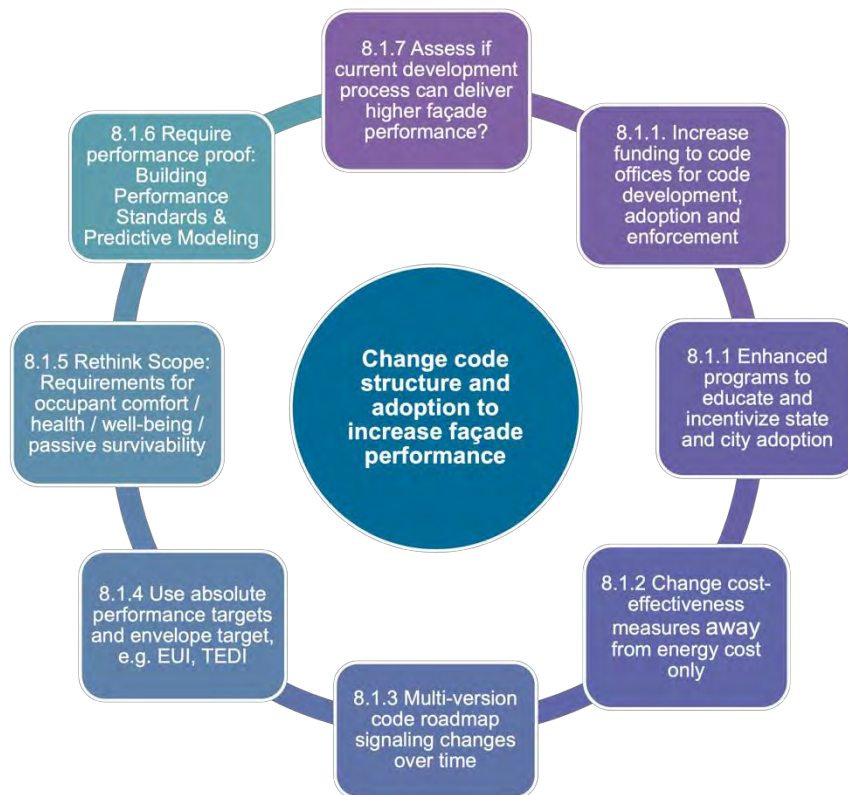 8.1.7 Assess if
current development
process can deliver
higher façade
performance?
8.1.1. Increase
funding to code
offices for code
development,
adoption and
enforcement
8.1.1 Enhanced
programs to
educate and
incentivize state
and city adoption
8.1.2 Change cost-
effectiveness
measures away
from energy cost
only
8.1.3 Multi-version
code roadmap
signaling changes
over time
8.1.4 Use absolute
performance targets
and envelope target,
e.g. EUI, TEDI
8.1.5 Rethink Scope:
Requirements for
occupant comfort /
health / well-being /
passive survivability
8.1.6 Require
performance proof:
Building
Performance
Standards &
Predictive Modeling
Change code
structure and
adoption to
increase façade
performance